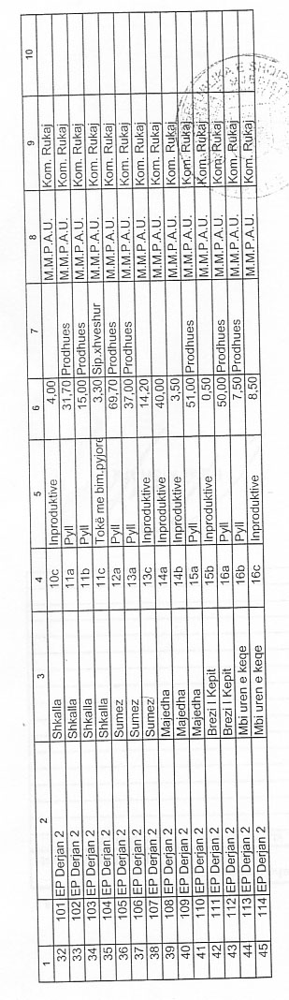 1 2 3 4 5 6 7 8 9 10
32 101 EP Derjan 2 Shkalla 10c Inproduktive 4,00 M.M.P.A.U. Kom. Rukaj
33 102 EP Derjan 2 Shkalla 11a Pyll 31,70 Prodhues M.M.P.A.U. Kom. Rukaj
34 103 EP Derjan 2 Shkalla 11b Pyll 15,00 Prodhues M.M.P.A.U. Kom. Rukaj
35 104 EP Derjan 2 Shkalla 11c Tokë me bim.pyjore 3,30 Sip.xhveshur M.M.P.A.U. Kom. Rukaj
36 105 EP Derjan 2 Sumez 12a Pyll 69,70 Prodhues M.M.P.A.U. Kom. Rukaj
37 106 EP Derjan 2 Sumez 13a Pyll 37,00 Prodhues M.M.P.A.U. Kom. Rukaj
38 107 EP Derjan 2 Sumez/ 13c Inproduktive 14,20 M.M.P.A.U. Kom. Rukaj
39 108 EP Derjan 2 Majedha 14a Inproduktive 40,00 M.M.P.A.U. Kom. Rukaj
40 109 EP Derjan 2 Majedha 14b Inproduktive 3,50 M.M.P.A.U. Kom. Rukaj
41 110 EP Derjan 2 Majedha 15a Pyll 51,00 Prodhues M.M.P.A.U. Kom. Rukaj
42 111 EP Derjan 2 Brezi I Kepit 15b Inproduktive 0,50 M.M.P.A.U. Kom. Rukaj
43 112 EP Derjan 2 Brezi I Kepit 16a Pyll 50,00 Prodhues M.M.P.A.U. Kom. Rukaj
44 113 EP Derjan 2 Mbi uren e keqe 16b Pyll 7,50 Prodhues M.M.P.A.U. Kom. Rukaj
45 114 EP Derjan 2 Mbi uren e keqe 16c Inproduktive 8,50 M.M.P.A.U. Kom. Rukaj